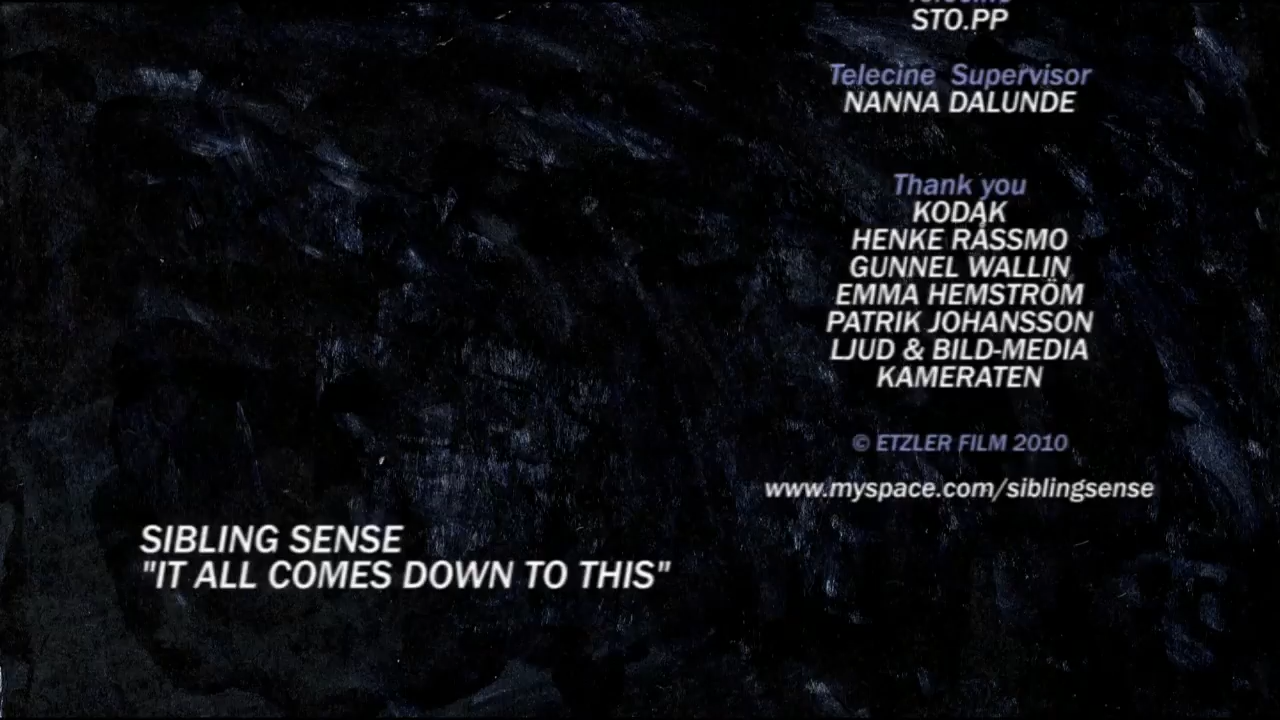 STO.PP
Telecine Supervisor
NANNA DALUNDE
Thank you
KODAK
HENKE RÅSSMO
GUNNEL WALLIN
EMMA HEMSTRÖM
PATRIK JOHANSSON
LJUD & BILD-MEDIA
KAMERATEN
© ETZLER FILM 2010
www.myspace.com/siblingsense
SIBLING SENSE
"IT ALL COMES DOWN TO THIS"